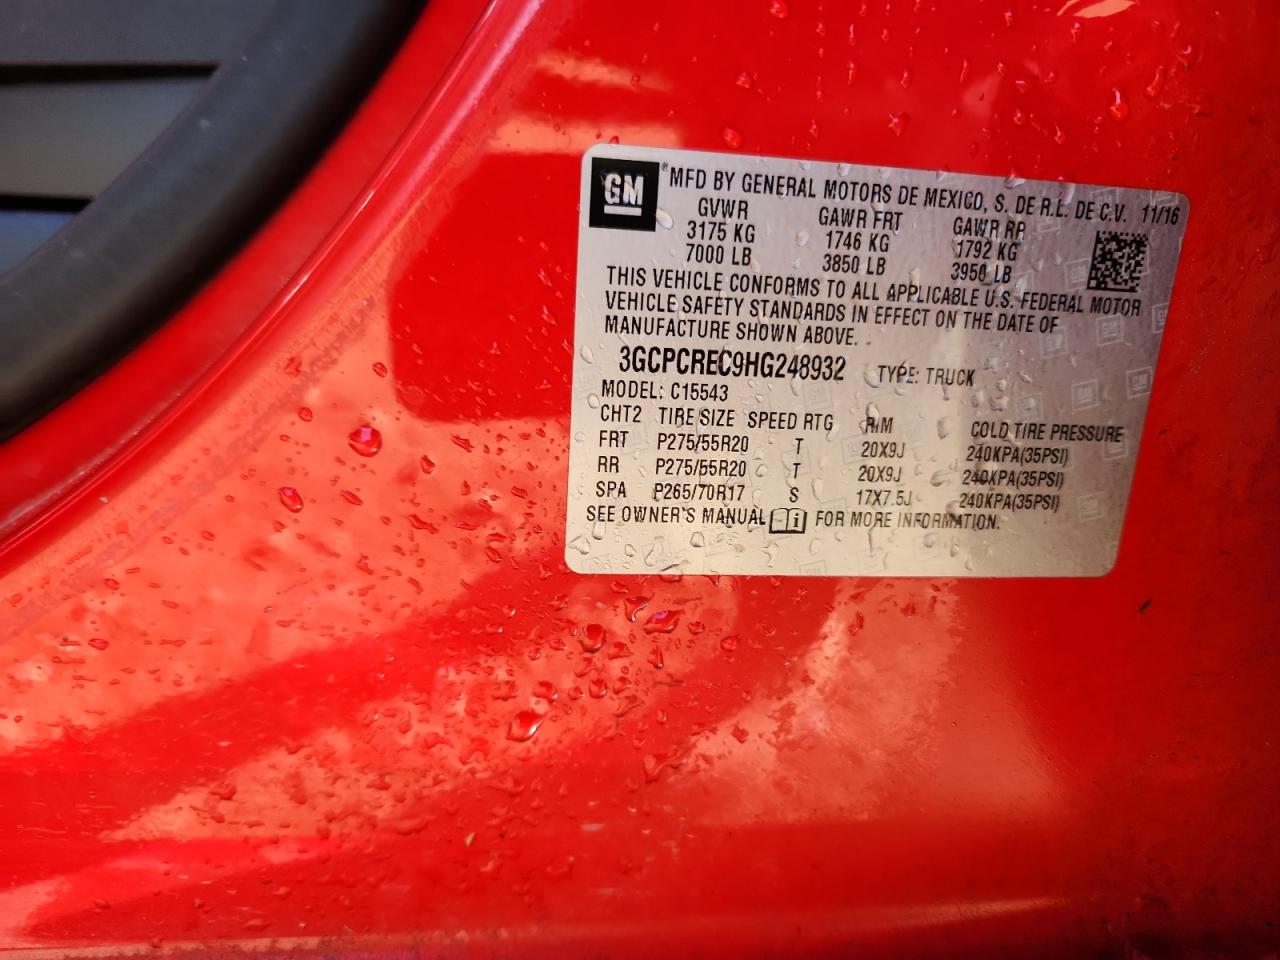 GM ® MFD BY GENERAL MOTORS DE MEXICO, S. DE R.L. DE C.V. 11/16
GVWR GAWR FRT GAWR RR
3175 KG 1746 KG 1792 KG
7000 LB 3850 LB 3950 LB
THIS VEHICLE CONFORMS TO ALL APPLICABLE U.S. FEDERAL MOTOR
VEHICLE SAFETY STANDARDS IN EFFECT ON THE DATE OF
MANUFACTURE SHOWN ABOVE.
3GCPCREC9HG248932 TYPE: TRUCK
MODEL: C15543
CHT2 TIRE SIZE SPEED RTG RIM COLD TIRE PRESSURE
FRT P275/55R20 T 20X9J 240KPA(35PSI)
RR P275/55R20 T 20X9J 240KPA(35PSI)
SPA P265/70R17 S 17X7.5J 240KPA(35PSI)
SEE OWNER'S MANUAL i FOR MORE INFORMATION.